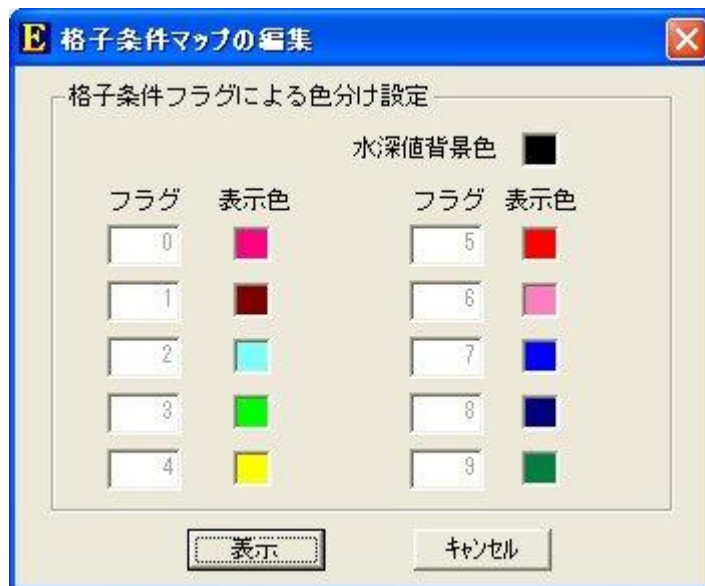 E 格子条件マップの編集
格子条件フラグによる色分け設定
水深値背景色
フラグ 表示色 フラグ 表示色
0 5
1 6
2 7
3 8
4 9
表示 キャンセル